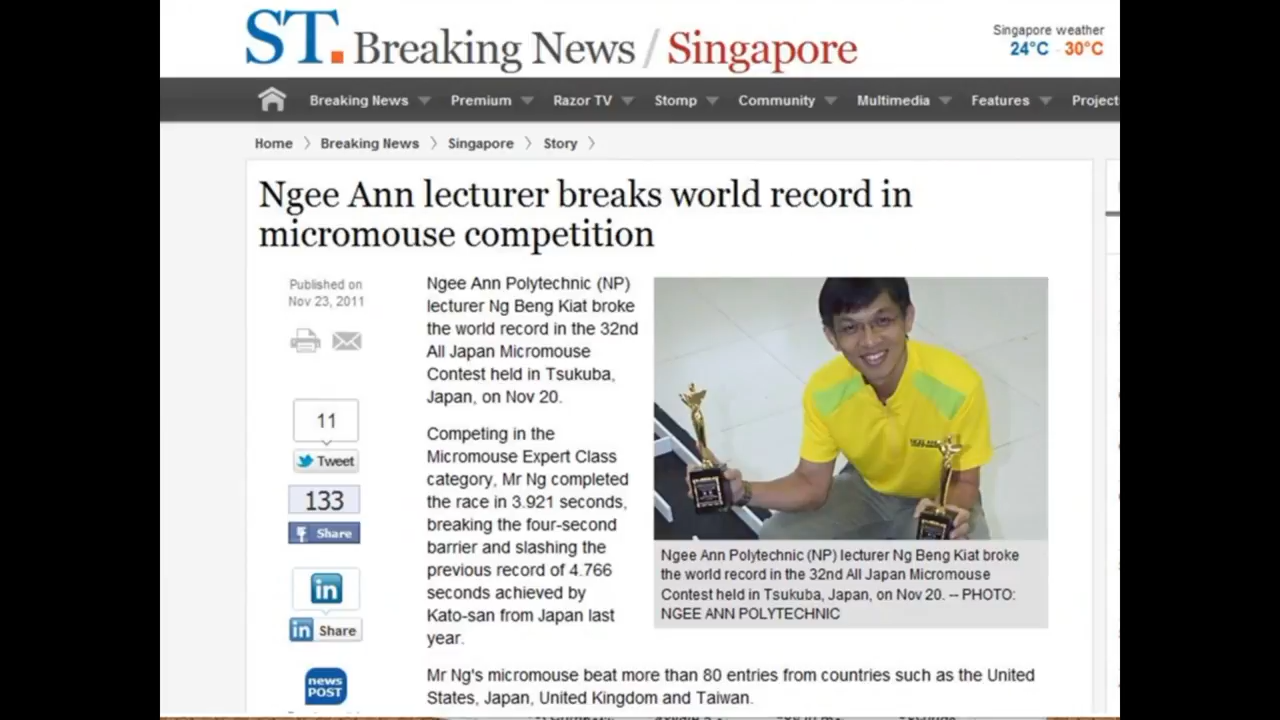 ST. Breaking News / Singapore
Singapore weather
24°C - 30°C
Breaking News Premium Razor TV Stomp Community Multimedia Features Project
Home Breaking News Singapore Story
Ngee Ann lecturer breaks world record in
micromouse competition
Published on
Nov 23, 2011
11
Tweet
133
Share
in
in Share
news
POST
Ngee Ann Polytechnic (NP)
lecturer Ng Beng Kiat broke
the world record in the 32nd
All Japan Micromouse
Contest held in Tsukuba,
Japan, on Nov 20.
Competing in the
Micromouse Expert Class
category, Mr Ng completed
the race in 3.921 seconds,
breaking the four-second
barrier and slashing the
previous record of 4.766
seconds achieved by
Kato-san from Japan last
year.
Ngee Ann Polytechnic (NP) lecturer Ng Beng Kiat broke
the world record in the 32nd All Japan Micromouse
Contest held in Tsukuba, Japan, on Nov 20. -- PHOTO:
NGEE ANN POLYTECHNIC
Mr Ng's micromouse beat more than 80 entries from countries such as the United
States, Japan, United Kingdom and Taiwan.